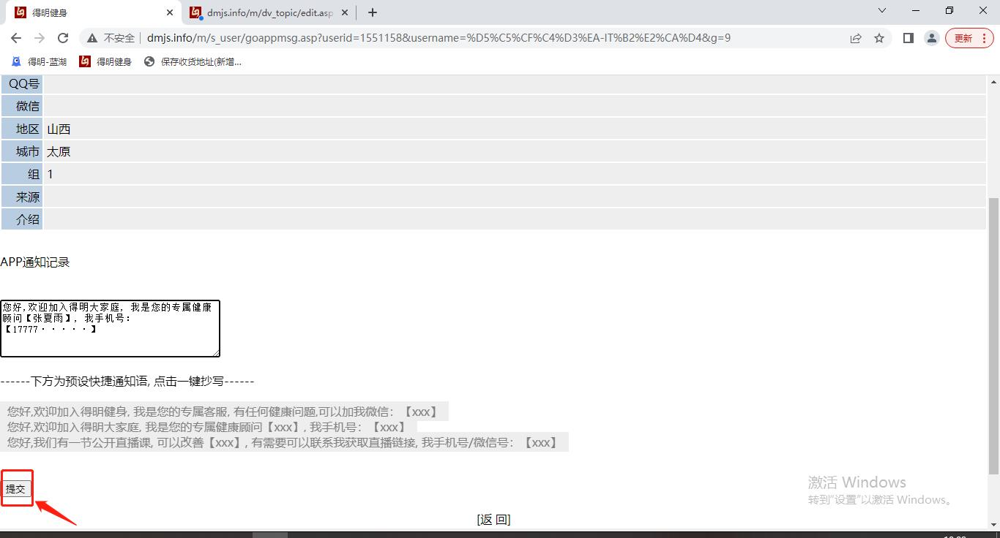 得明健身
dmjs.info/m/dv_topic/edit.asp
不安全
dmjs.info/m/s_user/goappmsg.asp?userid=1551158&username=%D5%C5%CF%C4%D3%EA-IT%B2%E2%CA%D4&g=9
更新
得明-蓝湖
得明健身
保存收货地址(新增...
QQ号
微信
地区 山西
城市 太原
组 1
来源
介绍
APP通知记录
您好,欢迎加入得明大家庭, 我是您的专属健康
顾问【张夏雨】, 我手机号:
【17777·····】
------下方为预设快捷通知语, 点击一键抄写------
您好,欢迎加入得明健身, 我是您的专属客服, 有任何健康问题,可以加我微信: 【xxx】
您好,欢迎加入得明大家庭, 我是您的专属健康顾问【xxx】, 我手机号: 【xxx】
您好,我们有一节公开直播课, 可以改善【xxx】, 有需要可以联系我获取直播链接, 我手机号/微信号: 【xxx】
提交
激活 Windows
转到"设置"以激活 Windows。
[返 回]